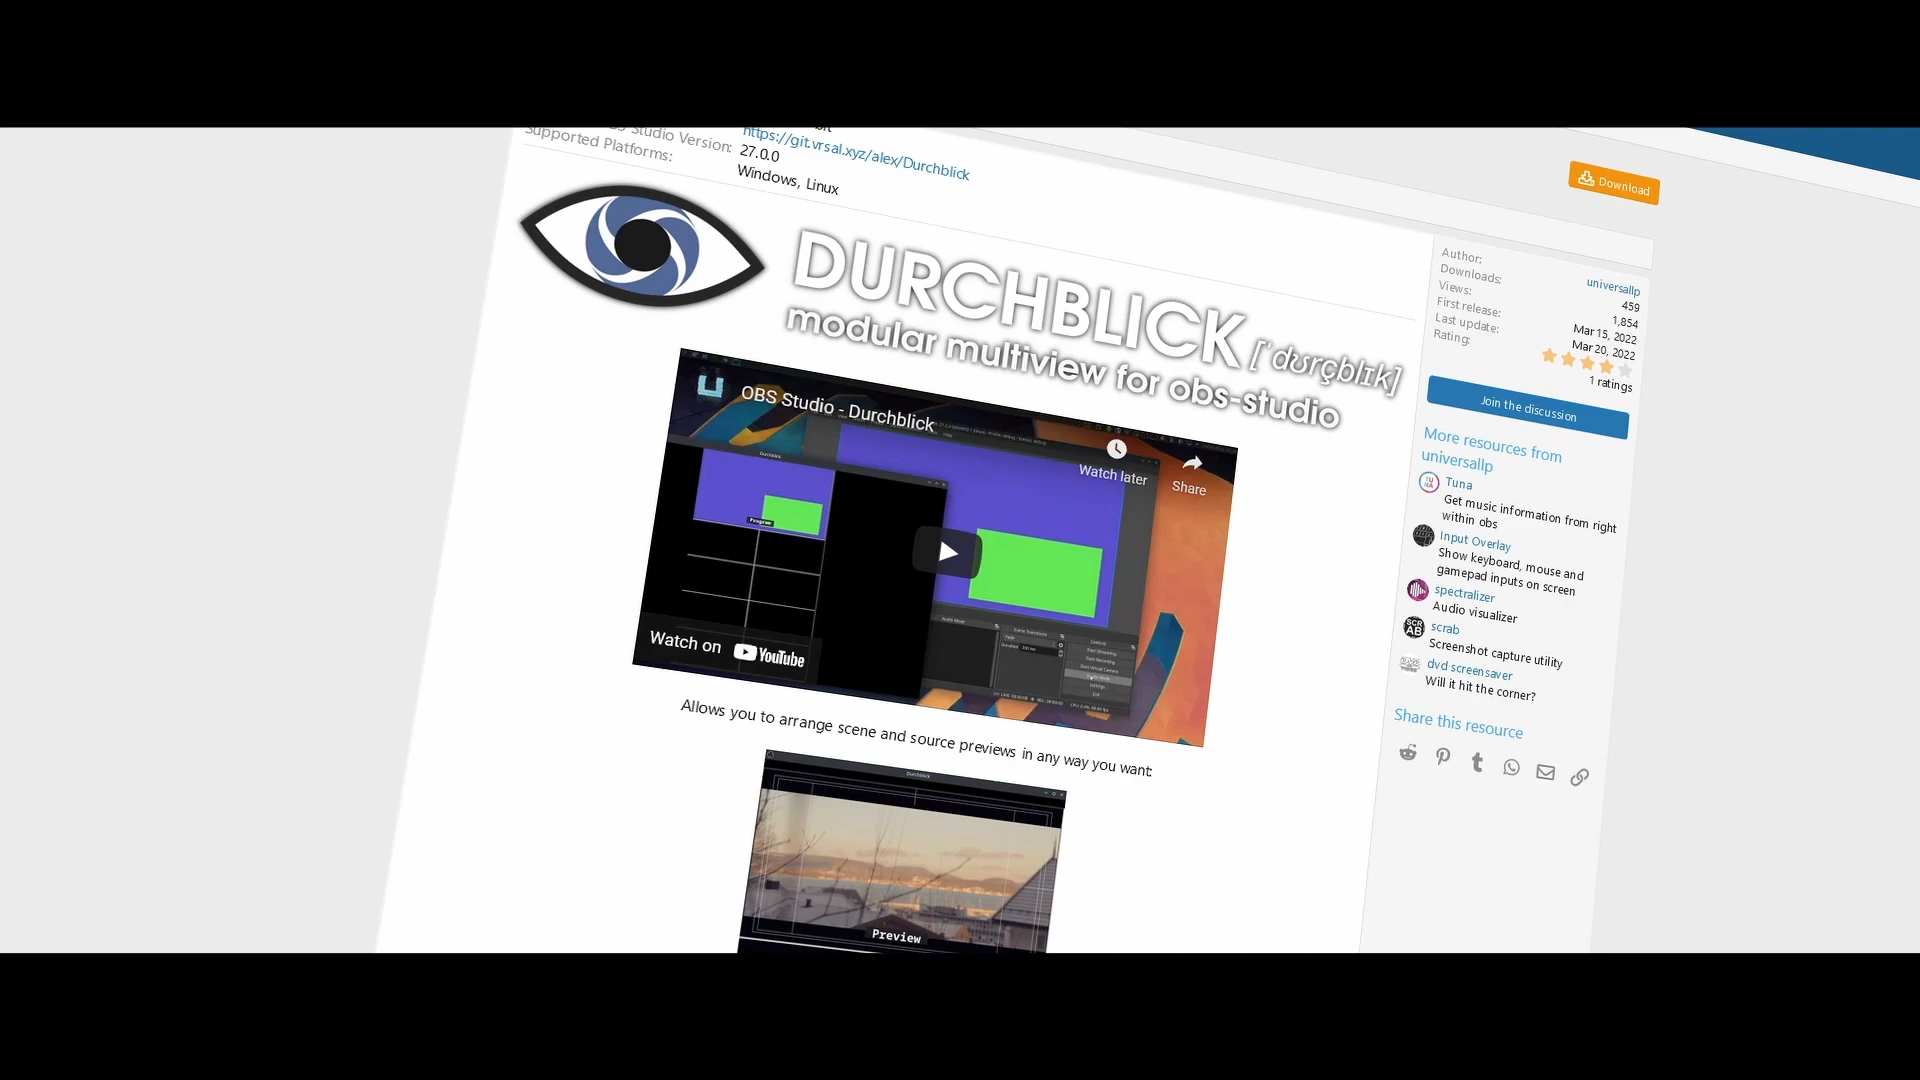 https://git.vrsal.xyz/alex/Durchblick
Studio Version:
27.0.0
Supported Platforms:
Windows, Linux
Download
DURCHBLICK ['dʊrçblɪk]
modular multiview for obs-studio
OBS Studio - Durchblick
Watch later
Share
Durchblick
Program
Watch on YouTube
Allows you to arrange scene and source previews in any way you want:
Durchblick
Preview
Author:
universallp
Downloads:
459
Views:
1,854
First release:
Mar 15, 2022
Last update:
Mar 20, 2022
Rating:
1 ratings
Join the discussion
More resources from
universallp
Tuna
Get music information from right
within obs
Input Overlay
Show keyboard, mouse and
gamepad inputs on screen
spectralizer
Audio visualizer
SCR
AB
scrab
Screenshot capture utility
dvd screensaver
Will it hit the corner?
Share this resource